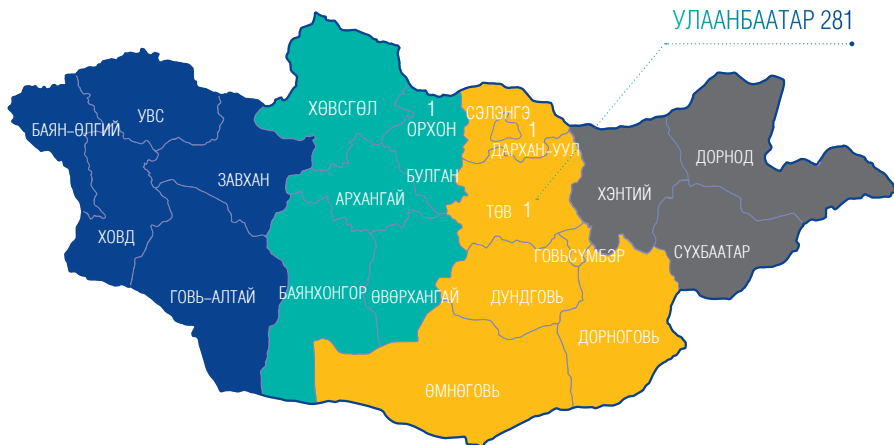 УЛААНБААТАР 281
ХӨВСГӨЛ
1
ОРХОН
СЭЛЭНГЭ
1
ДАРХАН-УУЛ
УВС
БАЯН-ӨЛГИЙ
ЗАВХАН
АРХАНГАЙ
БУЛГАН
ДОРНОД
ХЭНТИЙ
ХОВД
ТӨВ 1
ГОВЬСҮМБЭР
СҮХБААТАР
ГОВЬ-АЛТАЙ
БАЯНХОНГОР
ӨВӨРХАНГАЙ
ДУНДГОВЬ
ДОРНОГОВЬ
ӨМНӨГОВЬ